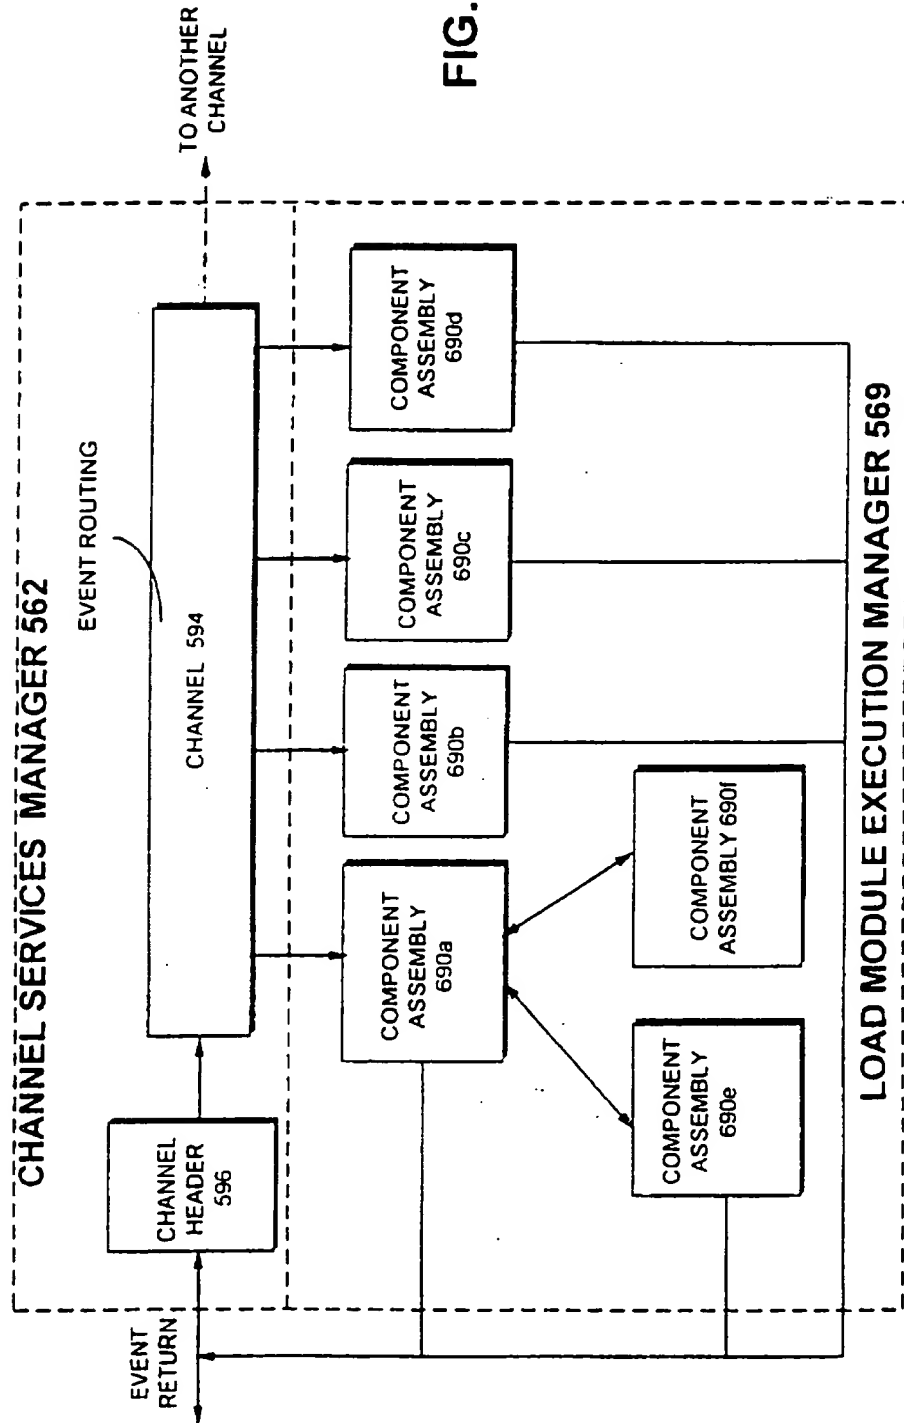 CHANNEL SERVICES MANAGER 562
EVENT ROUTING
TO ANOTHER
CHANNEL
CHANNEL
HEADER
596
CHANNEL 594
EVENT
RETURN
COMPONENT
ASSEMBLY
690a
COMPONENT
ASSEMBLY
690b
COMPONENT
ASSEMBLY
690c
COMPONENT
ASSEMBLY
690d
COMPONENT
ASSEMBLY
690e
COMPONENT
ASSEMBLY 690f
LOAD MODULE EXECUTION MANAGER 569
FIG.